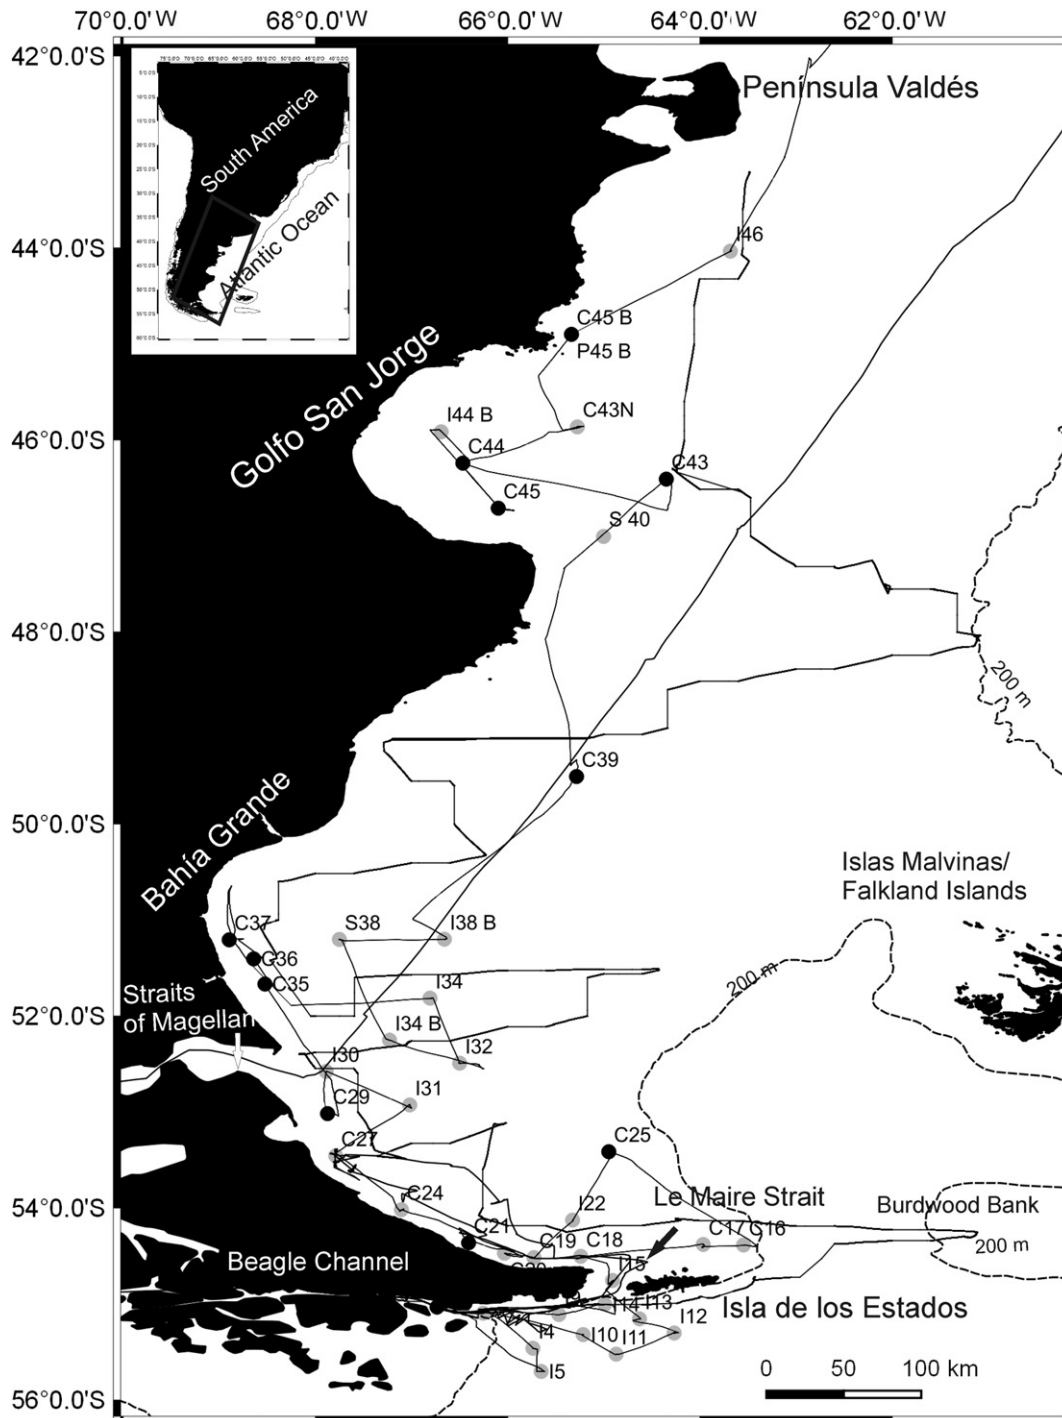 70°0.0'W 68°0.0'W 66°0.0'W 64°0.0'W 62°0.0'W
42°0.0'S
44°0.0'S
46°0.0'S
48°0.0'S
50°0.0'S
52°0.0'S
54°0.0'S
56°0.0'S
South America
Atlantic Ocean
Península Valdés
I46
C45 B
P45 B
Golfo San Jorge
I44 B
C43N
C44
C43
C45
S 40
200 m
C39
Bahía Grande
Islas Malvinas/
Falkland Islands
C37
S38
I38 B
C36
C35
I34
200 m
Straits
of Magellan
I34 B
I32
I30
I31
C29
C27
C25
C24
I22
Le Maire Strait
Burdwood Bank
C21
C19
C18
C17
C16
200 m
Beagle Channel
I15
I14
I13
I12
Isla de los Estados
I4
I10
I11
I5
0 50 100 km